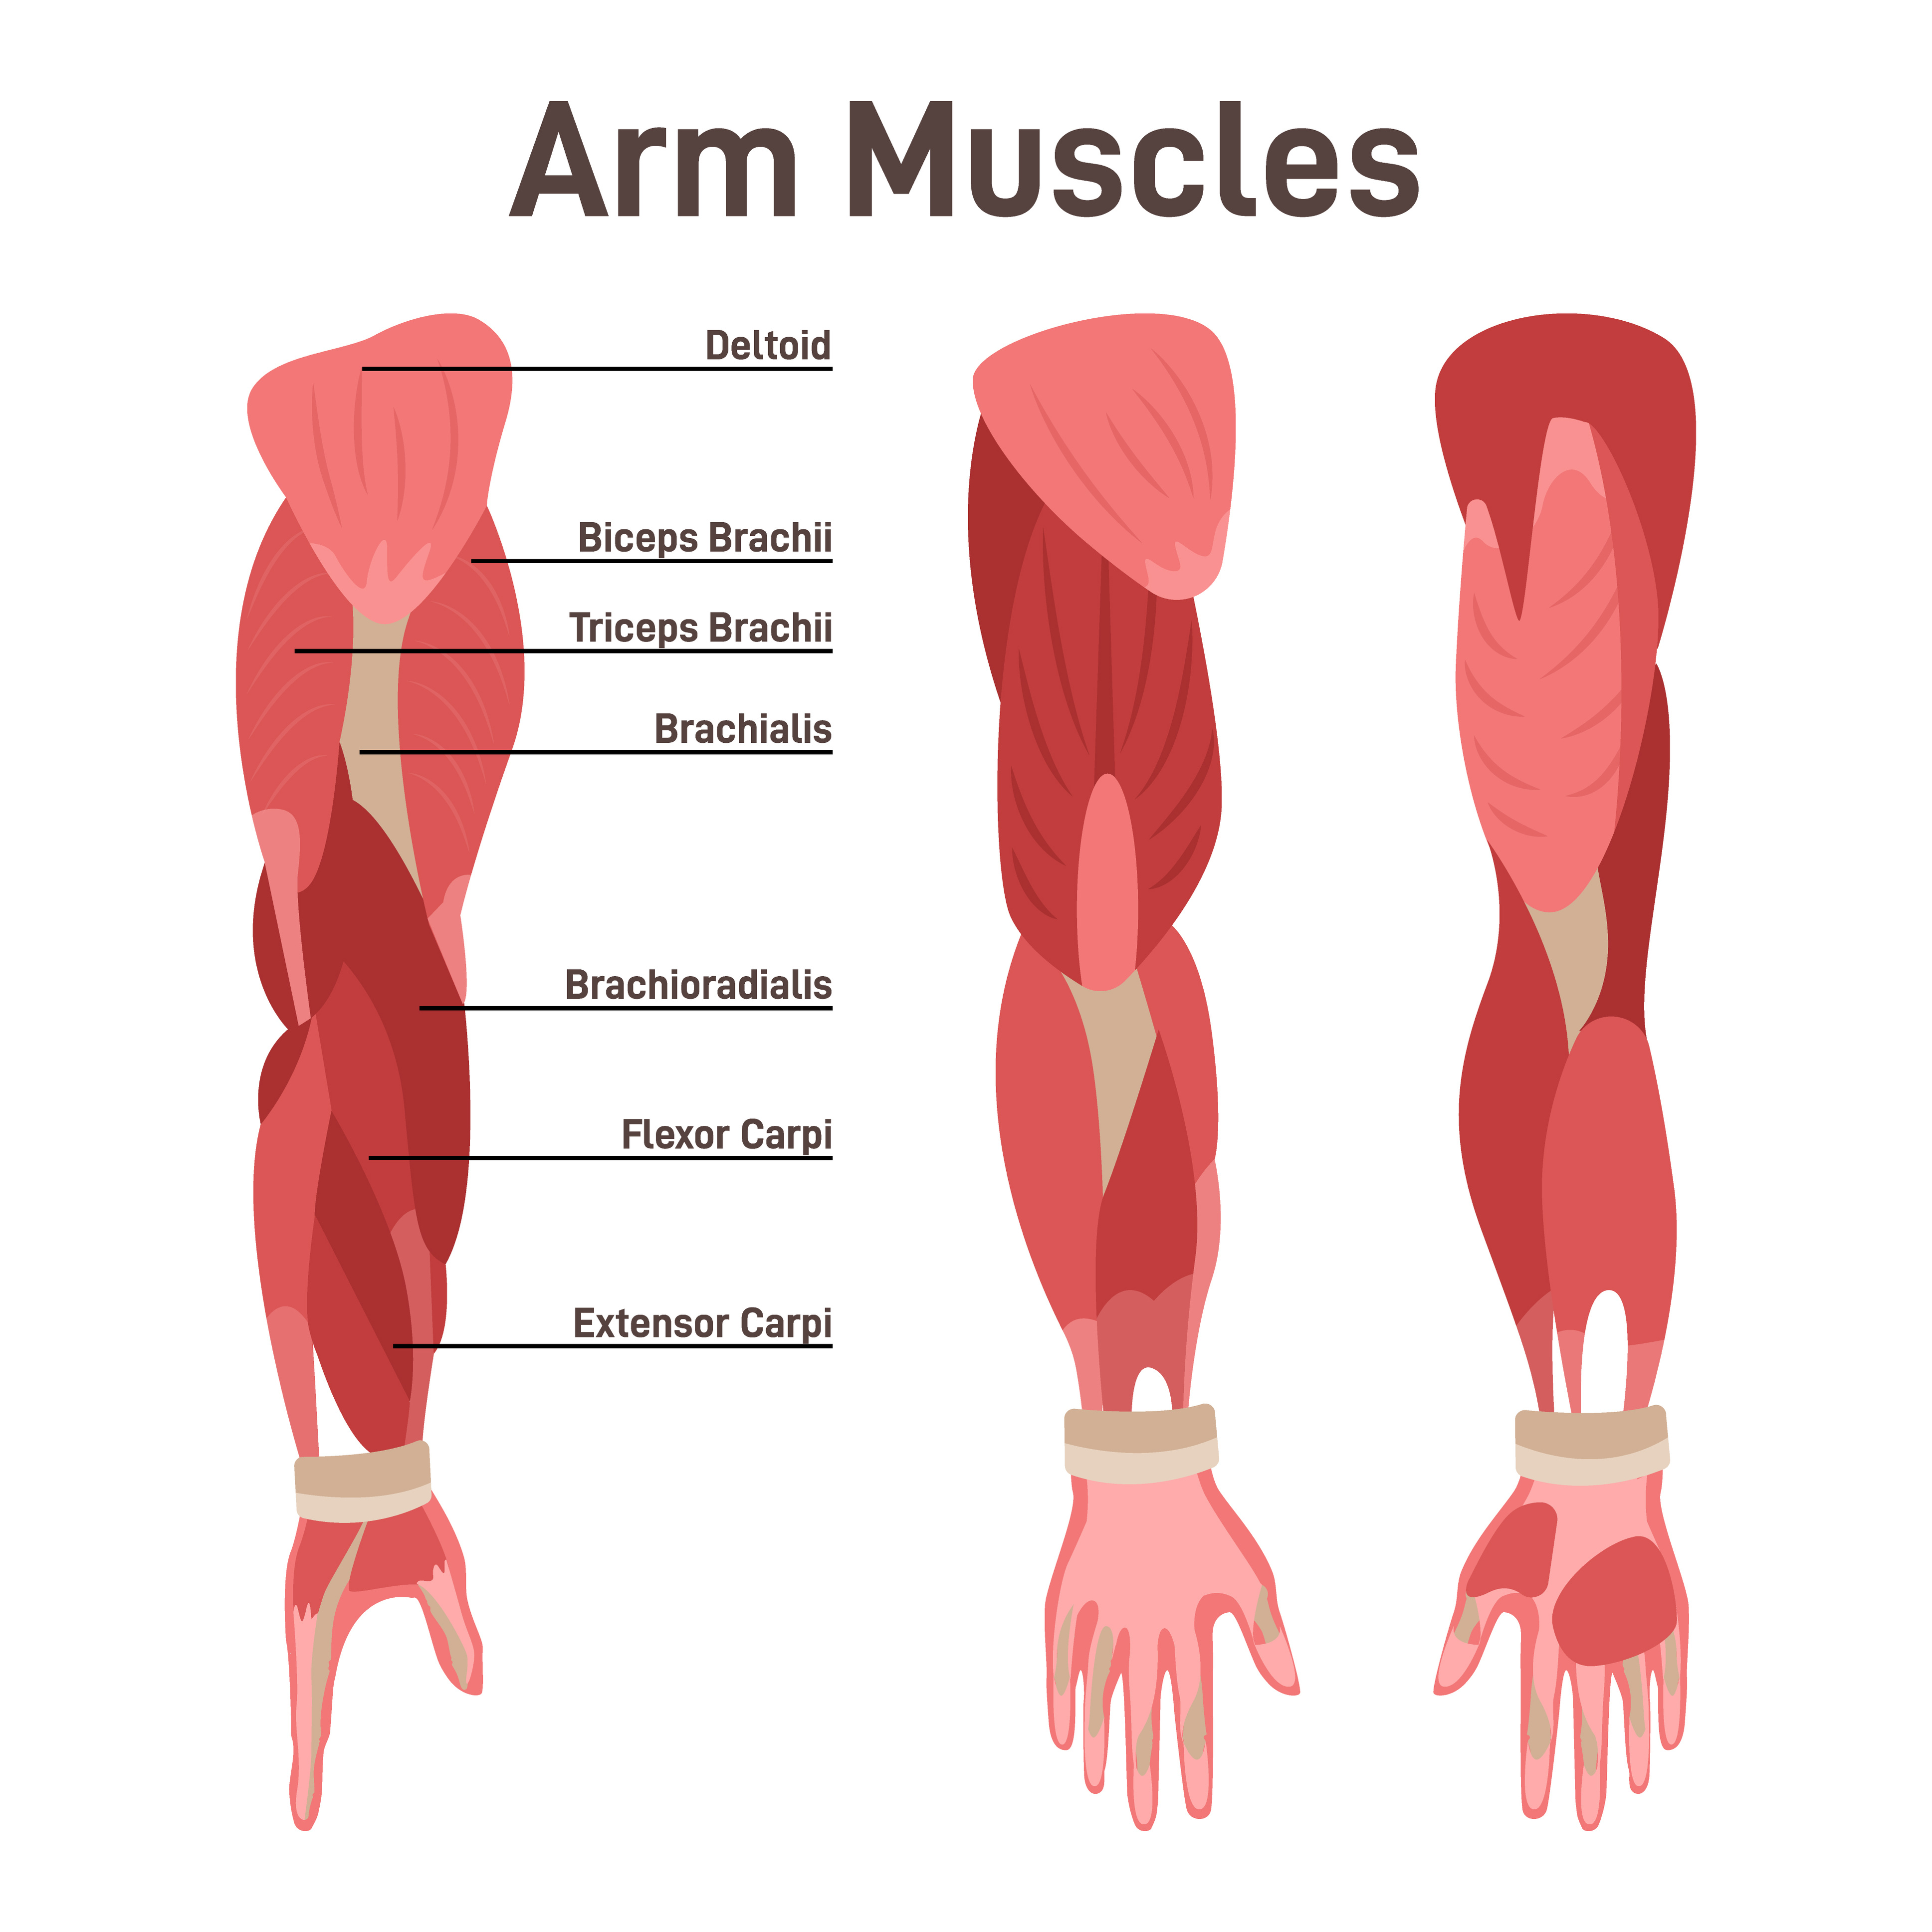 Arm Muscles
Deltoid
Biceps Brachii
Triceps Brachii
Brachialis
Brachioradialis
Flexor Carpi
Extensor Carpi